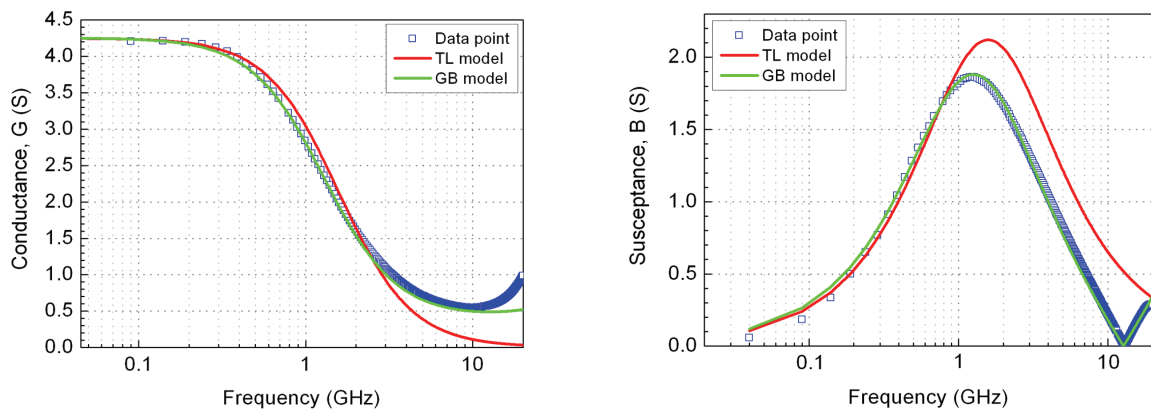 4.5
4.0
3.5
3.0
2.5
2.0
1.5
1.0
0.5
0.0
Conductance, G (S)
Data point
TL model
GB model
0.1
1
10
Frequency (GHz)
2.0
1.5
1.0
0.5
0.0
Susceptance, B (S)
Data point
TL model
GB model
0.1
1
10
Frequency (GHz)